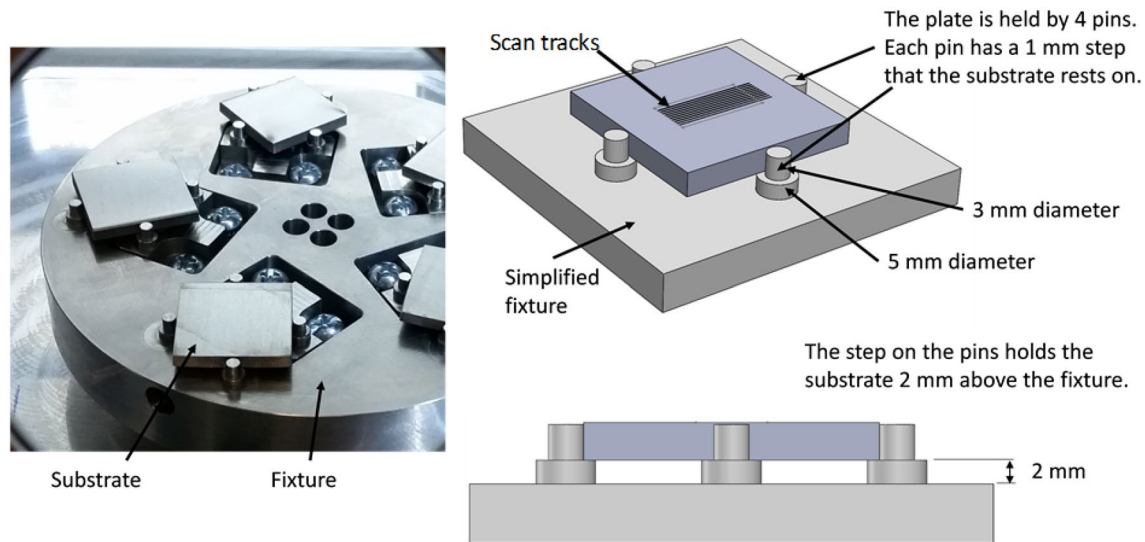 Scan tracks
The plate is held by 4 pins.
Each pin has a 1 mm step
that the substrate rests on.
3 mm diameter
5 mm diameter
Simplified
fixture
The step on the pins holds the
substrate 2 mm above the fixture.
2 mm
Substrate
Fixture